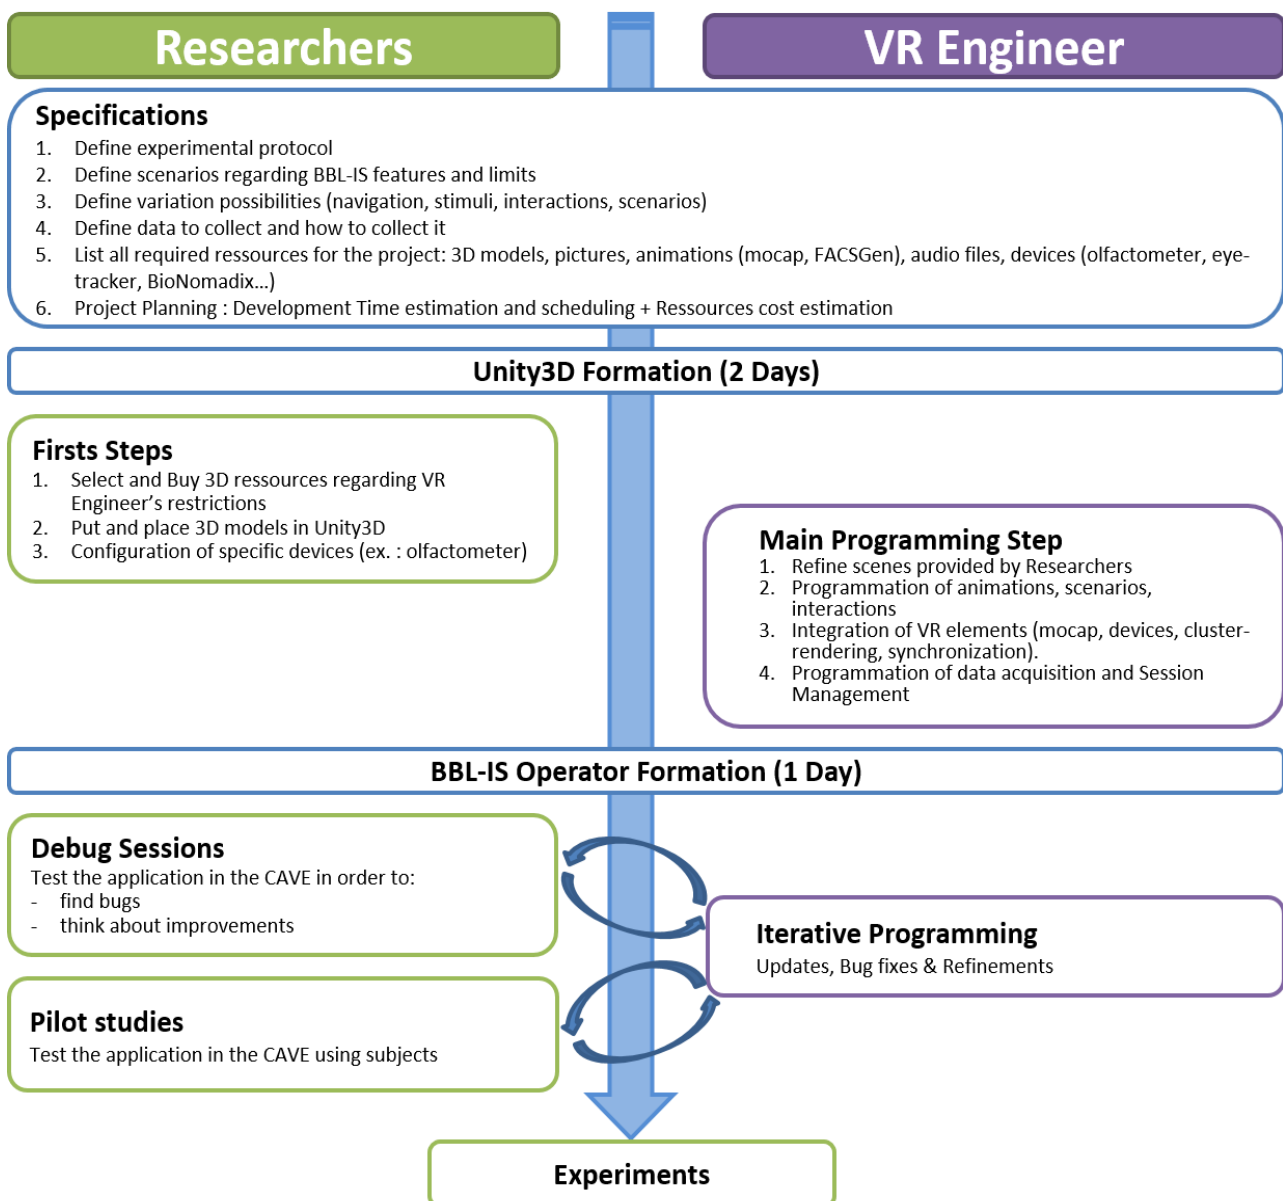 Researchers
VR Engineer
Specifications
1. Define experimental protocol
2. Define scenarios regarding BBL-IS features and limits
3. Define variation possibilities (navigation, stimuli, interactions, scenarios)
4. Define data to collect and how to collect it
5. List all required ressources for the project: 3D models, pictures, animations (mocap, FACSGen), audio files, devices (olfactometer, eye-
tracker, BioNomadix...)
6. Project Planning : Development Time estimation and scheduling + Ressources cost estimation
Unity3D Formation (2 Days)
Firsts Steps
1. Select and Buy 3D ressources regarding VR
Engineer’s restrictions
2. Put and place 3D models in Unity3D
3. Configuration of specific devices (ex. : olfactometer)
Main Programming Step
1. Refine scenes provided by Researchers
2. Programmation of animations, scenarios,
interactions
3. Integration of VR elements (mocap, devices, cluster-
rendering, synchronization).
4. Programmation of data acquisition and Session
Management
BBL-IS Operator Formation (1 Day)
Debug Sessions
Test the application in the CAVE in order to:
- find bugs
- think about improvements
Iterative Programming
Updates, Bug fixes & Refinements
Pilot studies
Test the application in the CAVE using subjects
Experiments